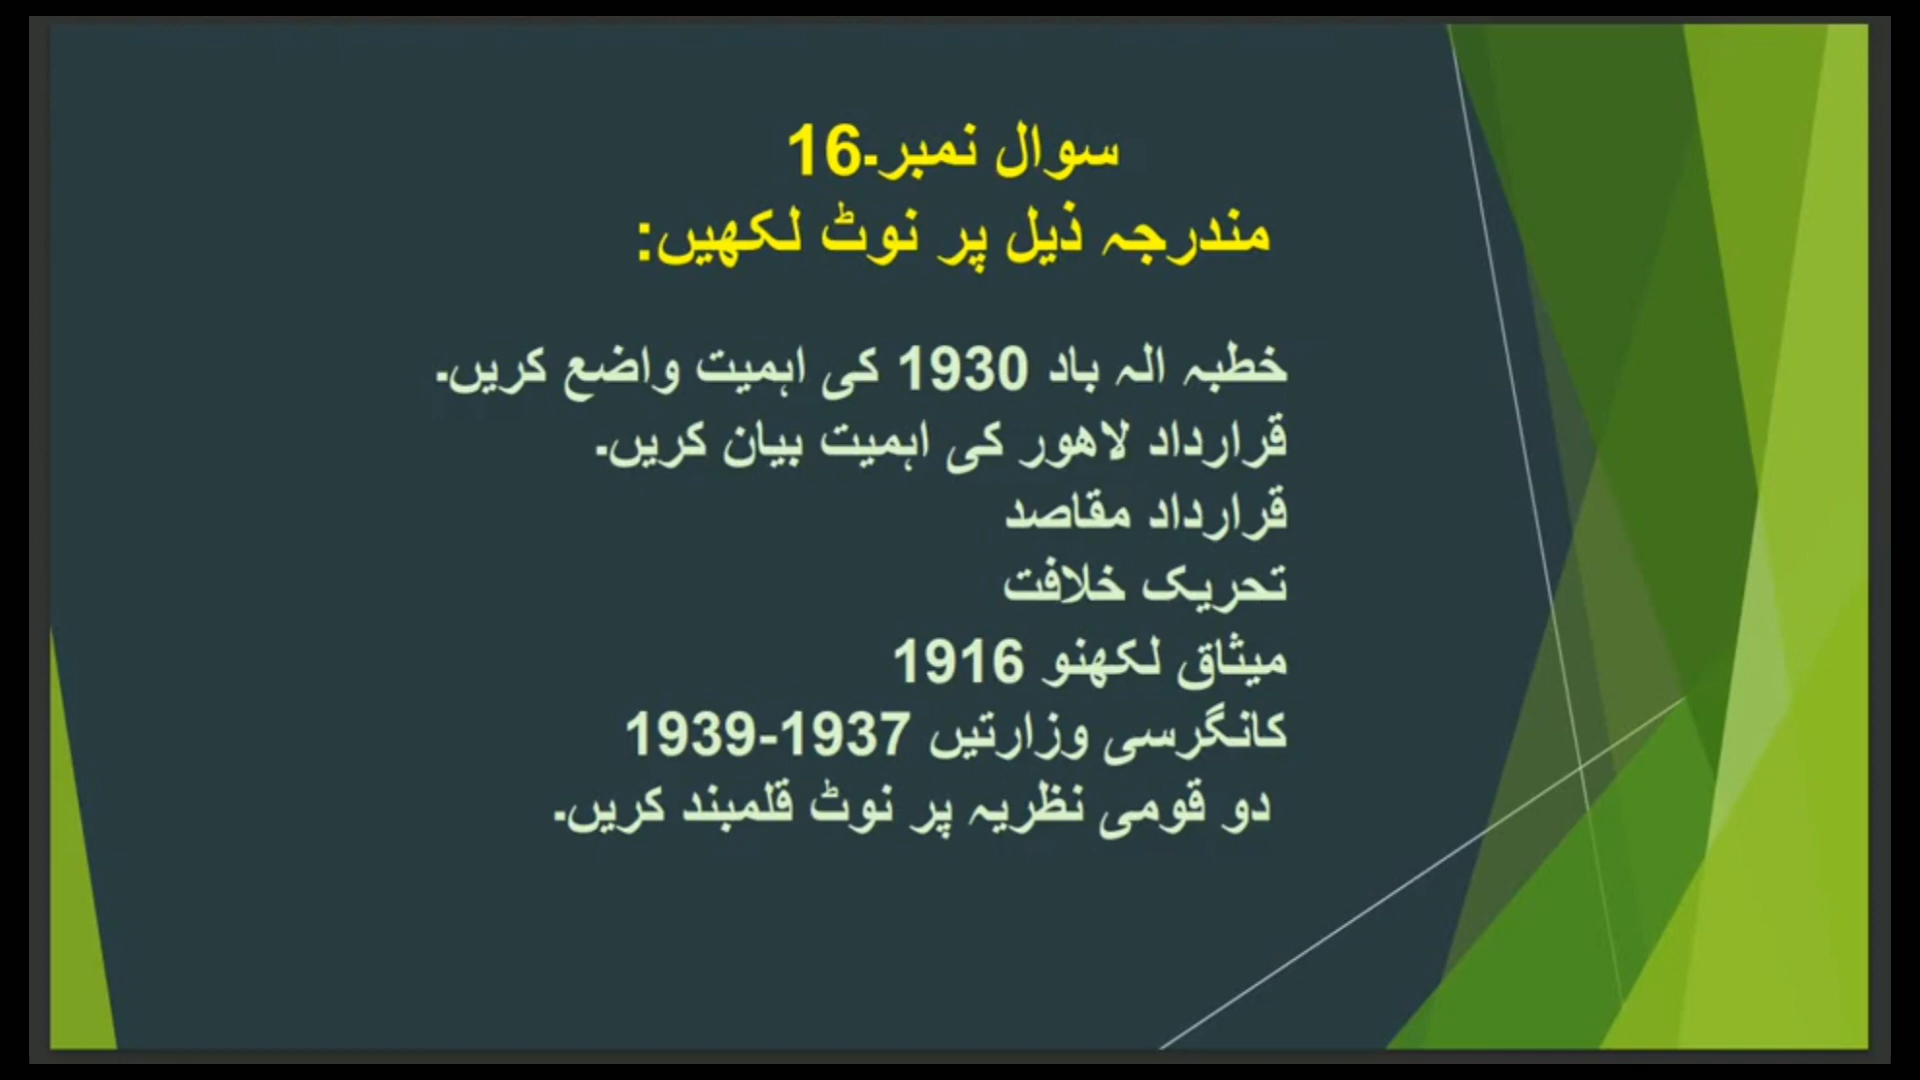 سوال نمبر۔16
مندرجہ ذیل پر نوٹ لکھیں:
خطبہ الہ باد 1930 کی اہمیت واضع کریں۔
قرارداد لاھور کی اہمیت بیان کریں۔
قرارداد مقاصد
تحریک خلافت
میثاق لکھنو 1916
کانگرسی وزارتیں 1937-1939
دو قومی نظریہ پر نوٹ قلمبند کریں۔